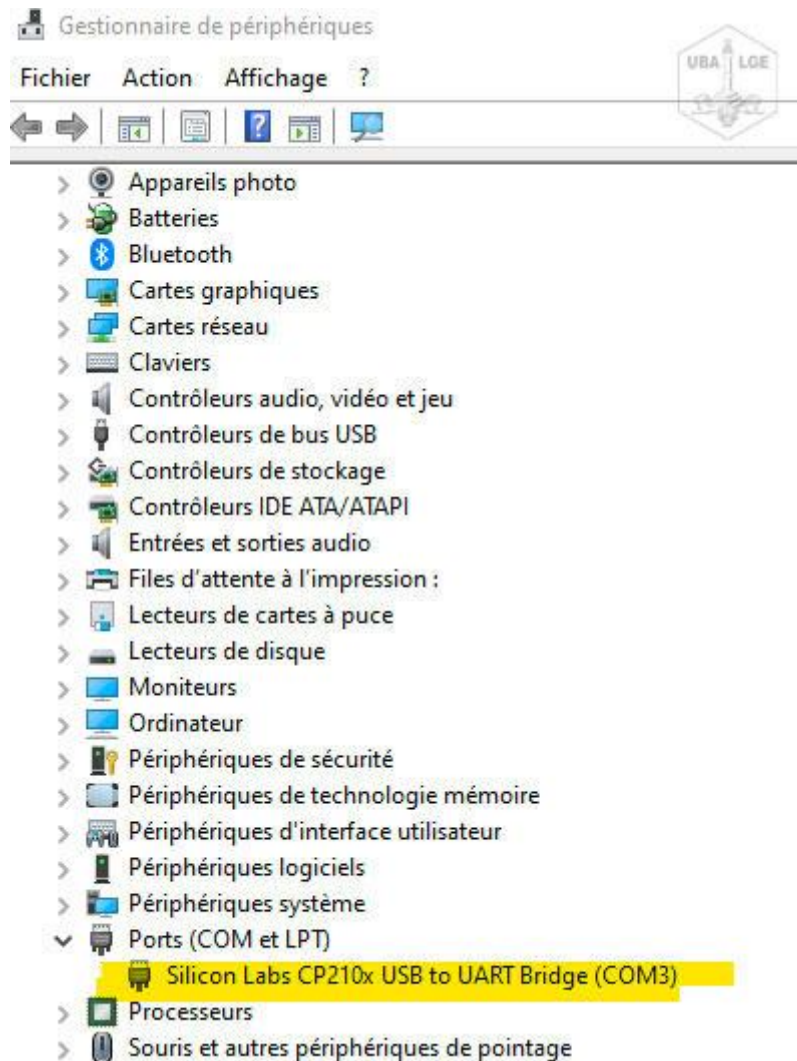 Gestionnaire de périphériques
Fichier Action Affichage ?
UBA LGE
Appareils photo
Batteries
Bluetooth
Cartes graphiques
Cartes réseau
Claviers
Contrôleurs audio, vidéo et jeu
Contrôleurs de bus USB
Contrôleurs de stockage
Contrôleurs IDE ATA/ATAPI
Entrées et sorties audio
Files d'attente à l'impression :
Lecteurs de cartes à puce
Lecteurs de disque
Moniteurs
Ordinateur
Périphériques de sécurité
Périphériques de technologie mémoire
Périphériques d'interface utilisateur
Périphériques logiciels
Périphériques système
Ports (COM et LPT)
Silicon Labs CP210x USB to UART Bridge (COM3)
Processeurs
Souris et autres périphériques de pointage